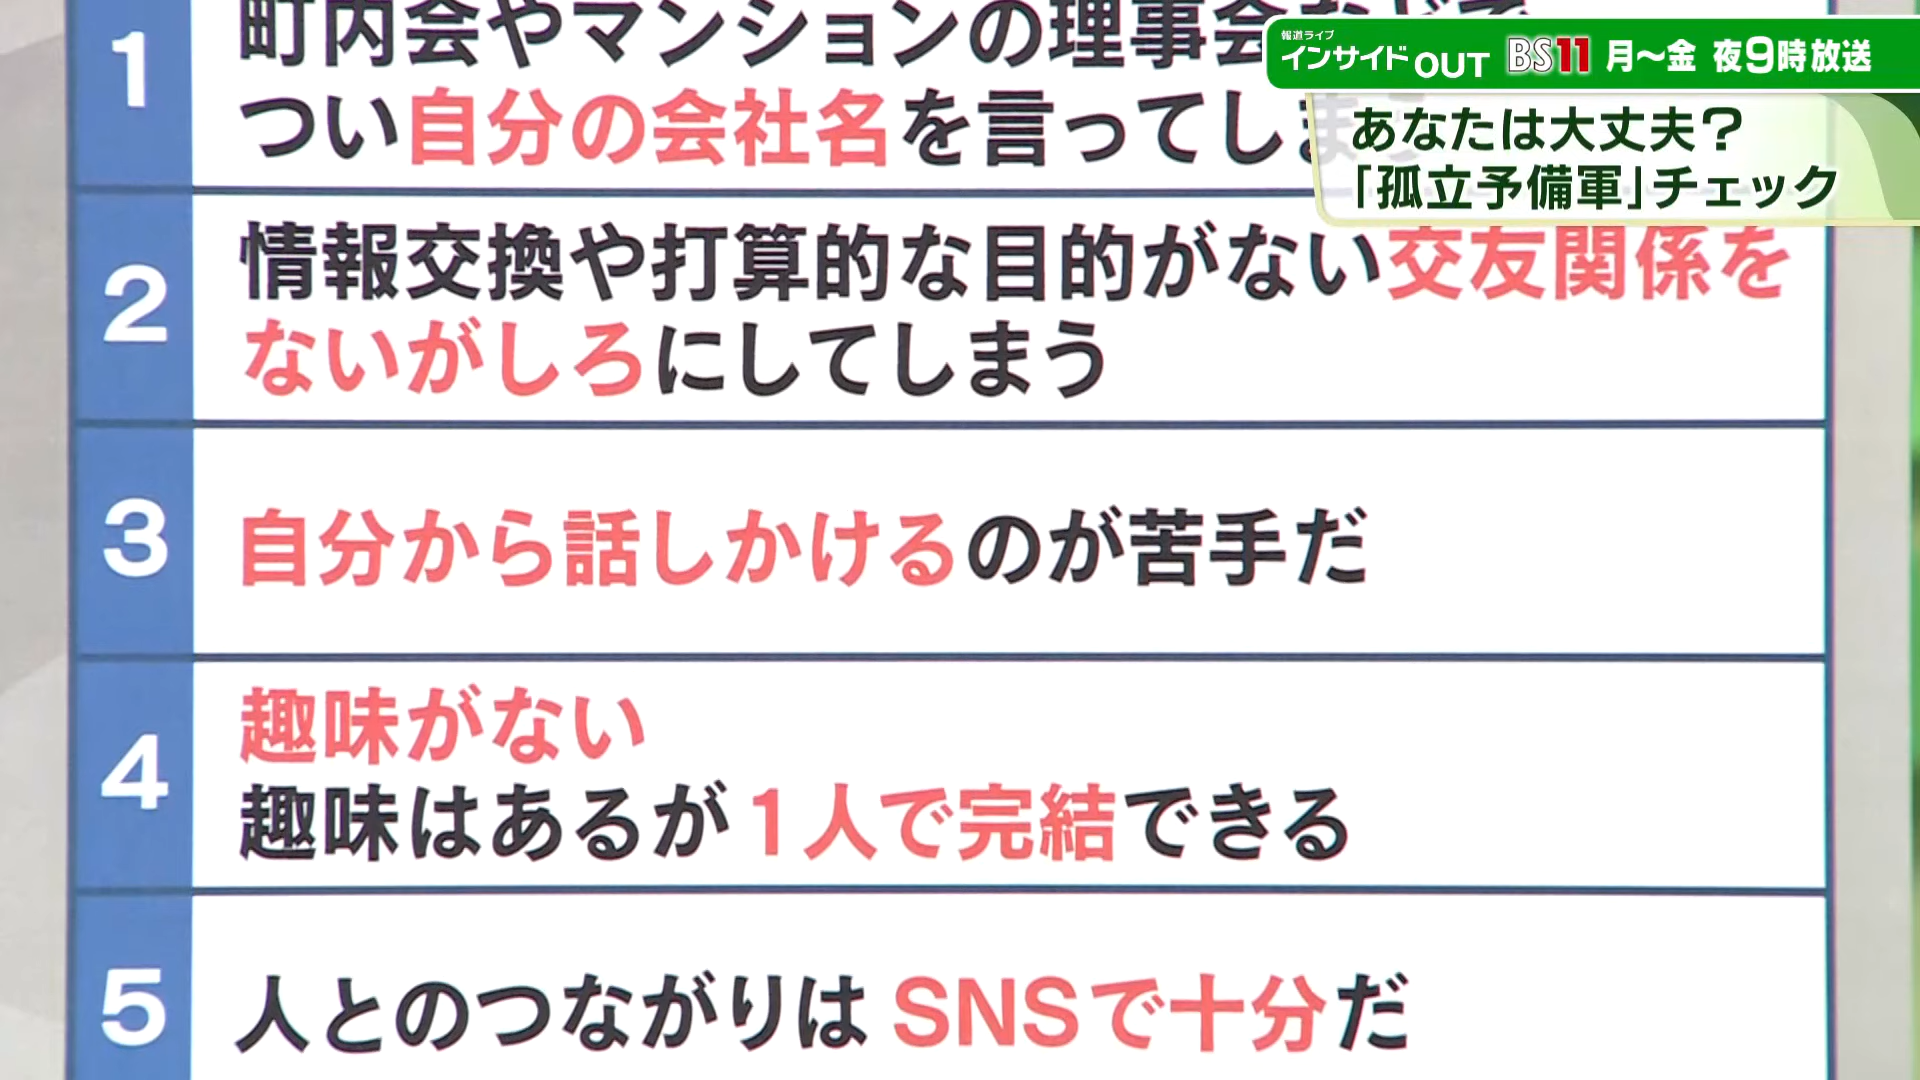 報道ライブ
インサイドOUT BS11 月～金 夜9時放送
あなたは大丈夫？
「孤立予備軍」チェック
1
町内会やマンションの理事会などで
つい自分の会社名を言ってしまう
2
情報交換や打算的な目的がない交友関係を
ないがしろにしてしまう
3
自分から話しかけるのが苦手だ
4
趣味がない
趣味はあるが1人で完結できる
5
人とのつながりはSNSで十分だ